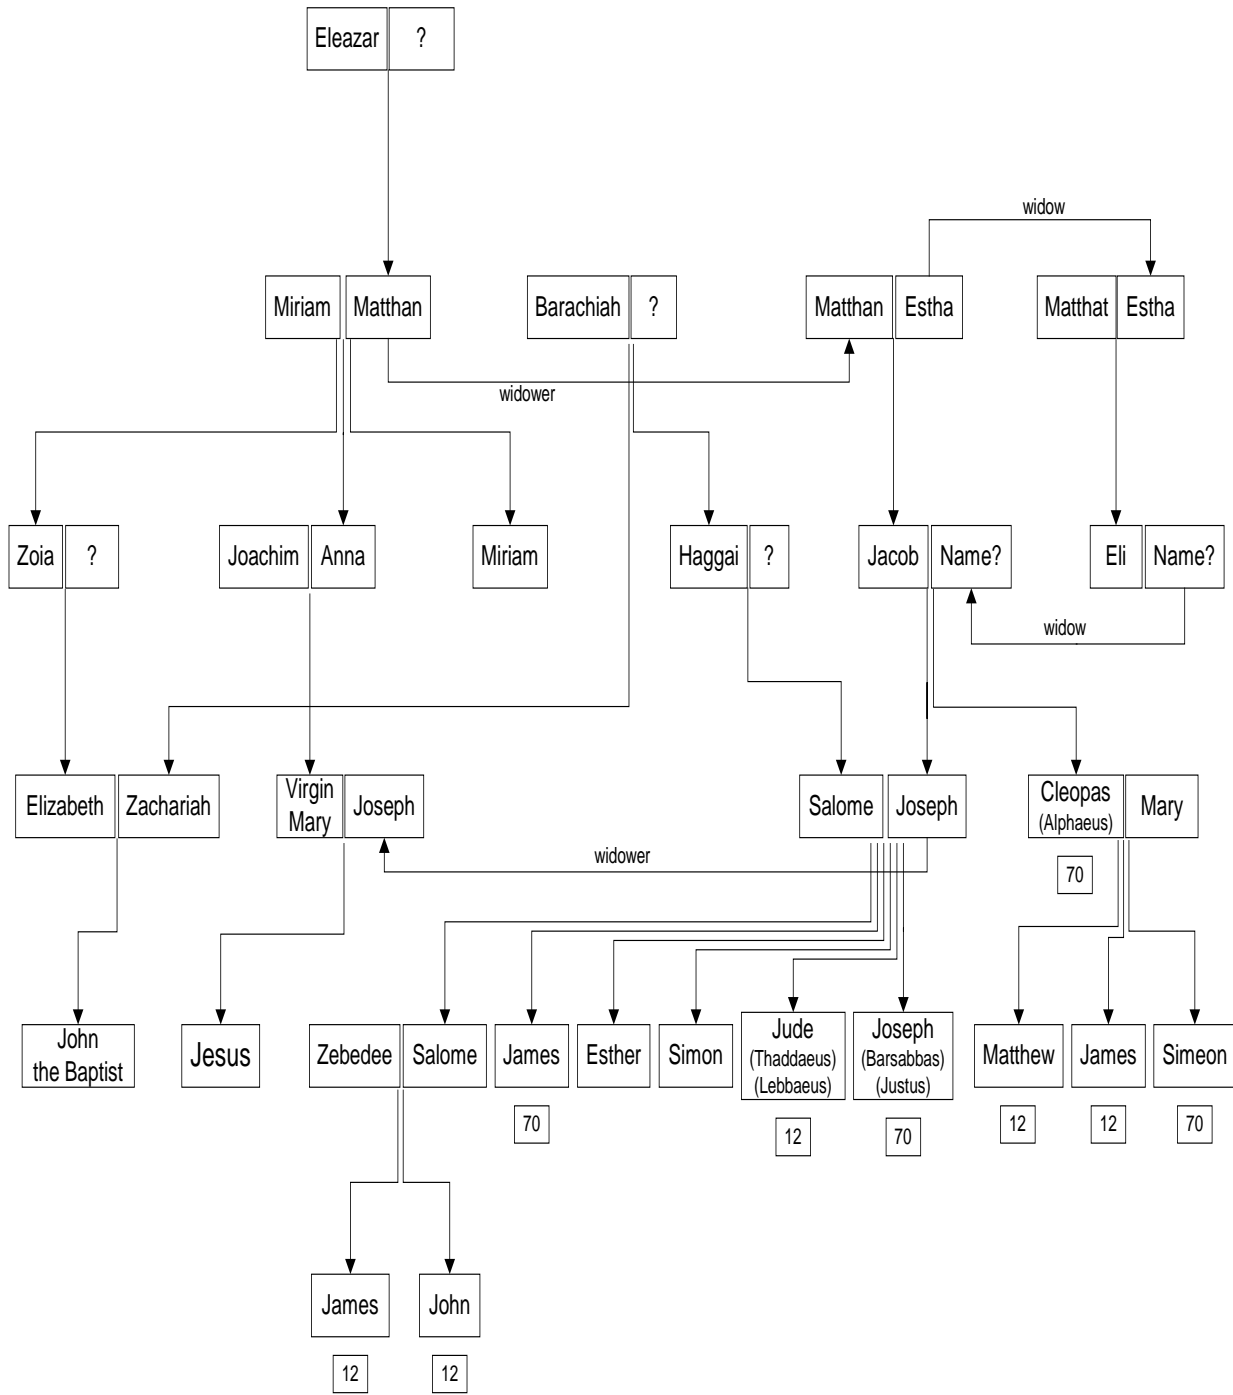 Eleazar ?
widow
Miriam Matthan Barachiah ? Matthan Estha Matthat Estha
widower
Zoia ? Joachim Anna Miriam Haggai ? Jacob Name? Eli Name?
widow
Elizabeth Zachariah Virgin Mary Joseph Salome Joseph Cleopas (Alphaeus) Mary
widower
70
John the Baptist Jesus Zebedee Salome James Esther Simon Jude (Thaddaeus) (Lebbaeus) Joseph (Barsabbas) (Justus) Matthew James Simeon
70 12 70 12 12 70
James John
12 12